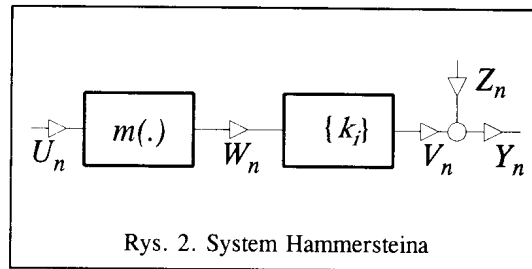 Z_n
m(.) {k_i}
U_n W_n V_n Y_n
Rys. 2. System Hammersteina